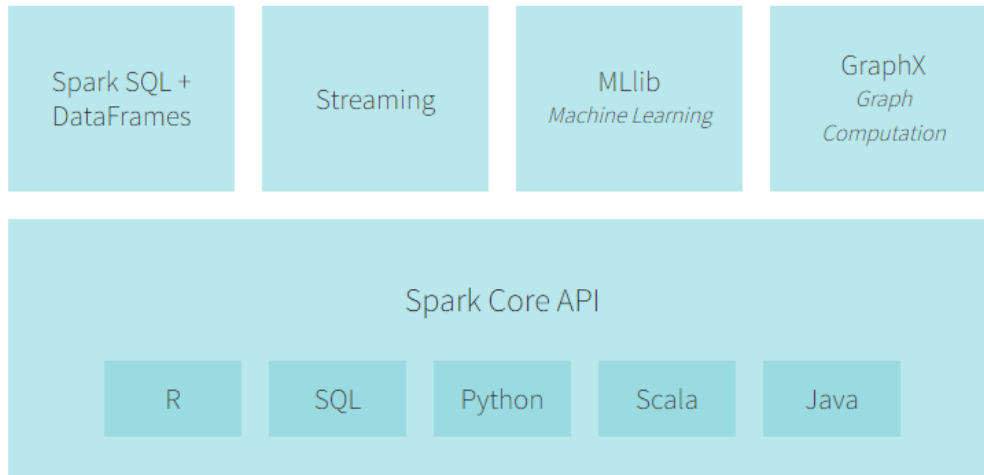 Spark SQL +
DataFrames
Streaming
MLlib
Machine Learning
GraphX
Graph
Computation
Spark Core API
R
SQL
Python
Scala
Java